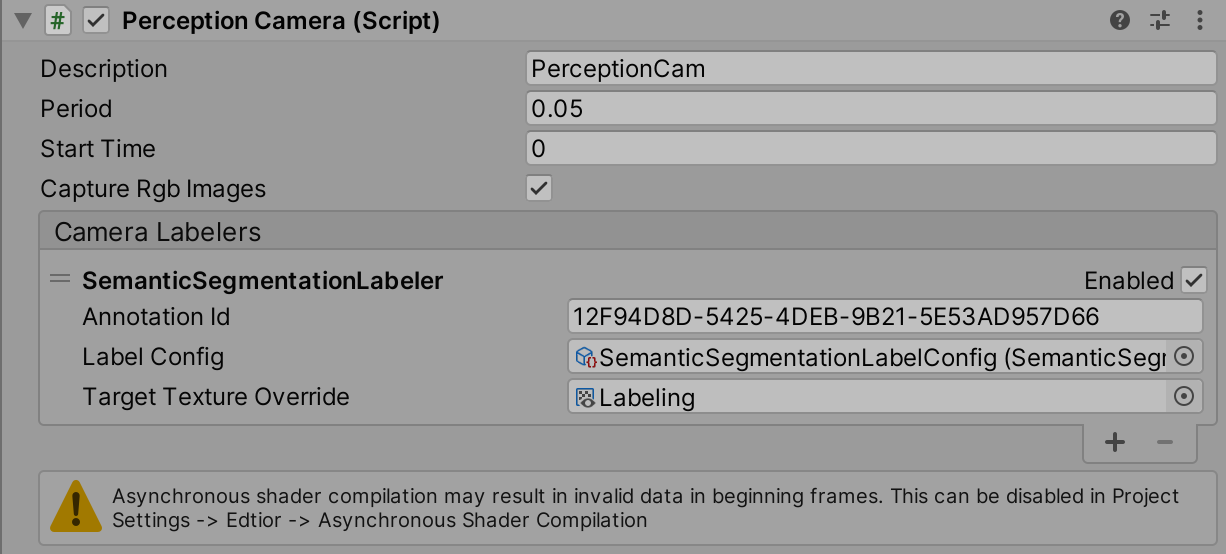 Perception Camera (Script)
Description PerceptionCam
Period 0.05
Start Time 0
Capture Rgb Images
Camera Labelers
SemanticSegmentationLabeler Enabled
Annotation Id 12F94D8D-5425-4DEB-9B21-5E53AD957D66
Label Config SemanticSegmentationLabelConfig (SemanticSegr
Target Texture Override Labeling
Asynchronous shader compilation may result in invalid data in beginning frames. This can be disabled in Project
Settings -> Edtior -> Asynchronous Shader Compilation